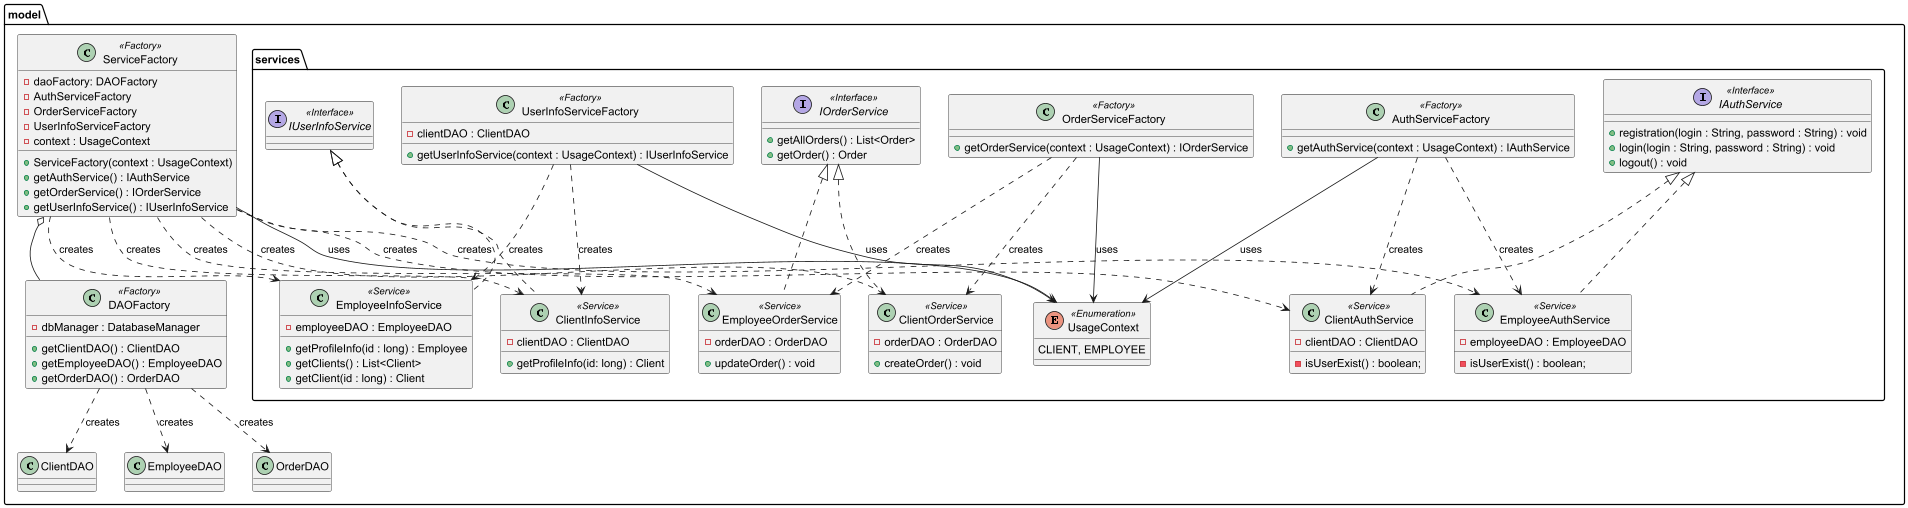 model
«Factory»
ServiceFactory
daoFactory: DAOFactory
AuthServiceFactory
OrderServiceFactory
UserInfoServiceFactory
context : UsageContext
ServiceFactory(context : UsageContext)
getAuthService() : IAuthService
getOrderService() : IOrderService
getUserInfoService() : IUserInfoService
services
«Interface»
IUserInfoService
«Factory»
UserInfoServiceFactory
clientDAO : ClientDAO
getUserInfoService(context : UsageContext) : IUserInfoService
«Interface»
IOrderService
getAllOrders() : List<Order>
getOrder() : Order
«Factory»
OrderServiceFactory
getOrderService(context : UsageContext) : IOrderService
«Factory»
AuthServiceFactory
getAuthService(context : UsageContext) : IAuthService
«Interface»
IAuthService
registration(login : String, password : String) : void
login(login : String, password : String) : void
logout() : void
creates
creates
creates
creates
uses
creates
creates
creates
creates
uses
creates
creates
uses
uses
creates
creates
«Factory»
DAOFactory
dbManager : DatabaseManager
getClientDAO() : ClientDAO
getEmployeeDAO() : EmployeeDAO
getOrderDAO() : OrderDAO
«Service»
EmployeeInfoService
employeeDAO : EmployeeDAO
getProfileInfo(id : long) : Employee
getClients() : List<Client>
getClient(id : long) : Client
«Service»
ClientInfoService
clientDAO : ClientDAO
getProfileInfo(id: long) : Client
«Service»
EmployeeOrderService
orderDAO : OrderDAO
updateOrder() : void
«Service»
ClientOrderService
orderDAO : OrderDAO
createOrder() : void
«Enumeration»
UsageContext
CLIENT, EMPLOYEE
«Service»
ClientAuthService
clientDAO : ClientDAO
isUserExist() : boolean;
«Service»
EmployeeAuthService
employeeDAO : EmployeeDAO
isUserExist() : boolean;
creates
creates
creates
ClientDAO
EmployeeDAO
OrderDAO